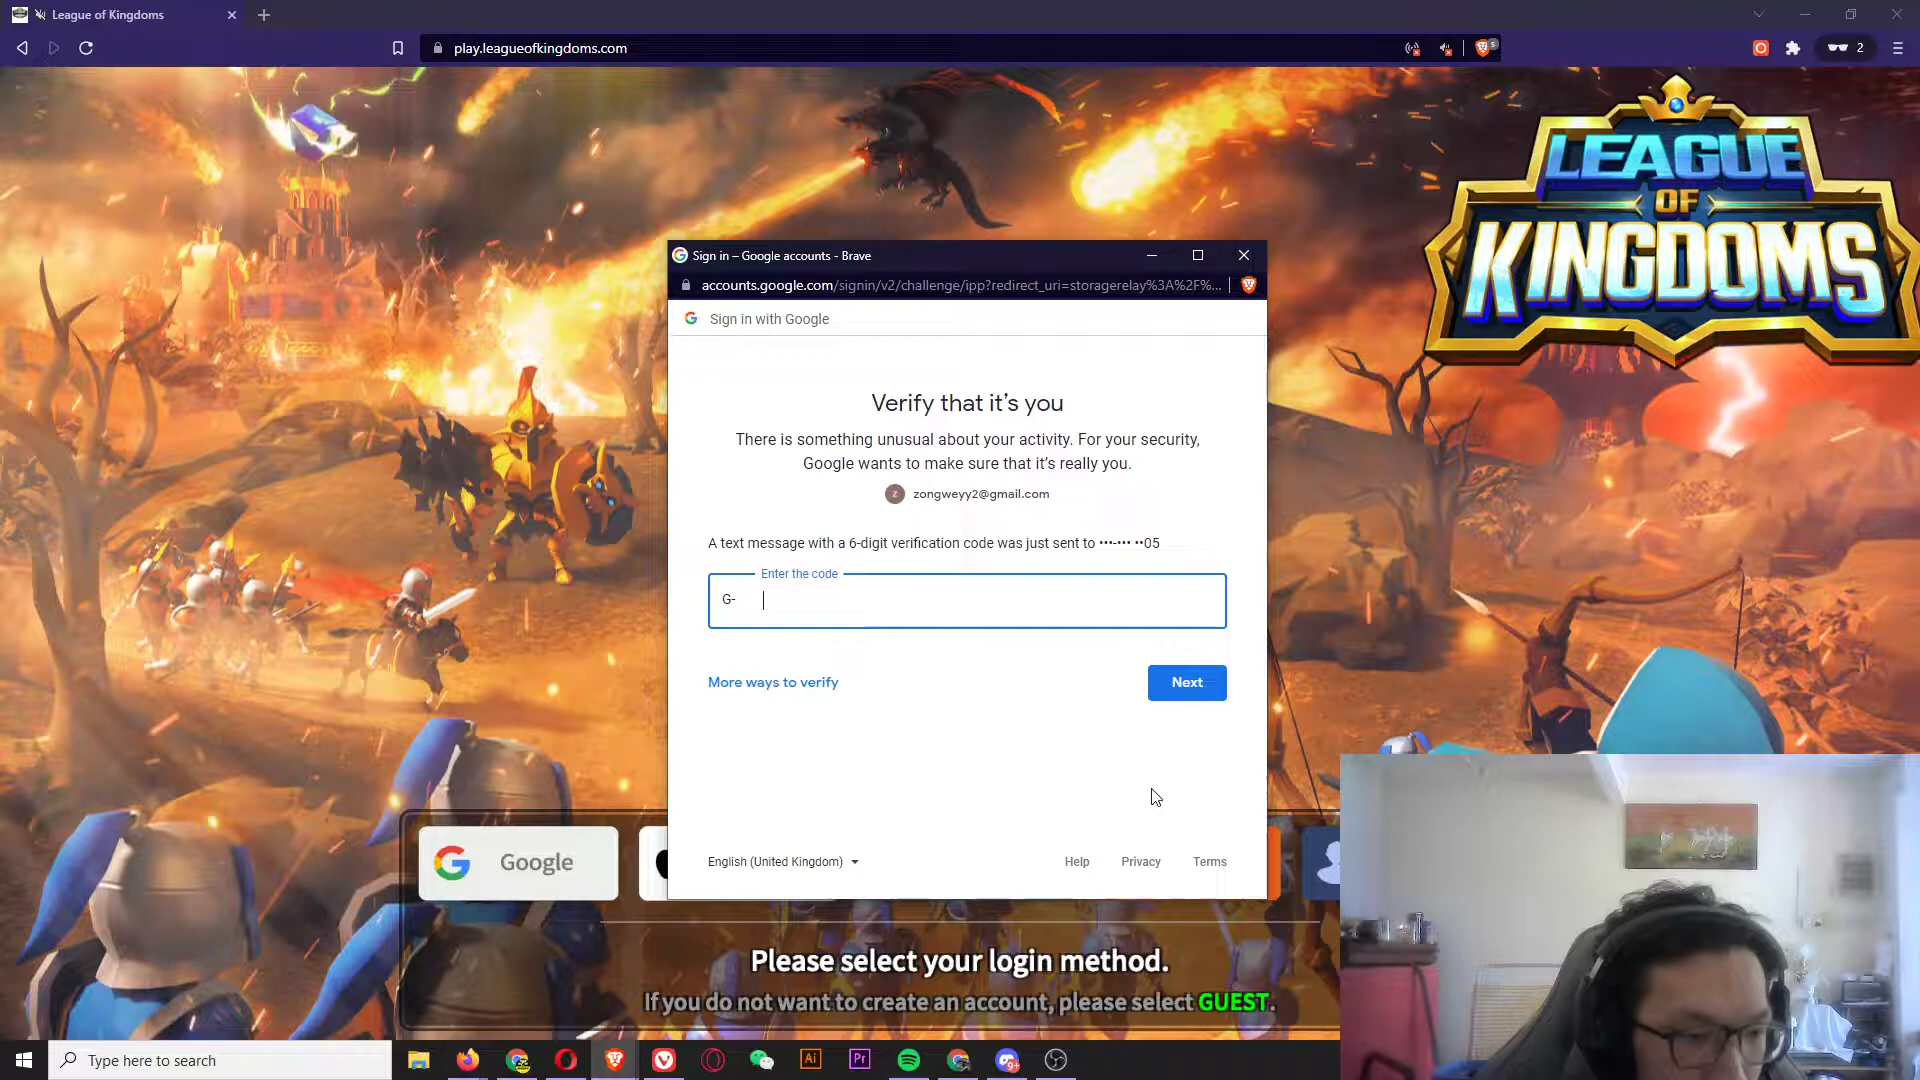 League of Kingdoms
play.leagueofkingdoms.com
5
2
LEAGUE
OF
KINGDOMS
Sign in – Google accounts - Brave
accounts.google.com/signin/v2/challenge/ipp?redirect_uri=storagerelay%3A%2F%...
Sign in with Google
Verify that it's you
There is something unusual about your activity. For your security,
Google wants to make sure that it's really you.
z zongweyy2@gmail.com
A text message with a 6-digit verification code was just sent to •••-••• ••05
Enter the code
G-
More ways to verify
Next
English (United Kingdom)
Help
Privacy
Terms
Google
Please select your login method.
If you do not want to create an account, please select GUEST.
Type here to search
Ai
Pr
9+